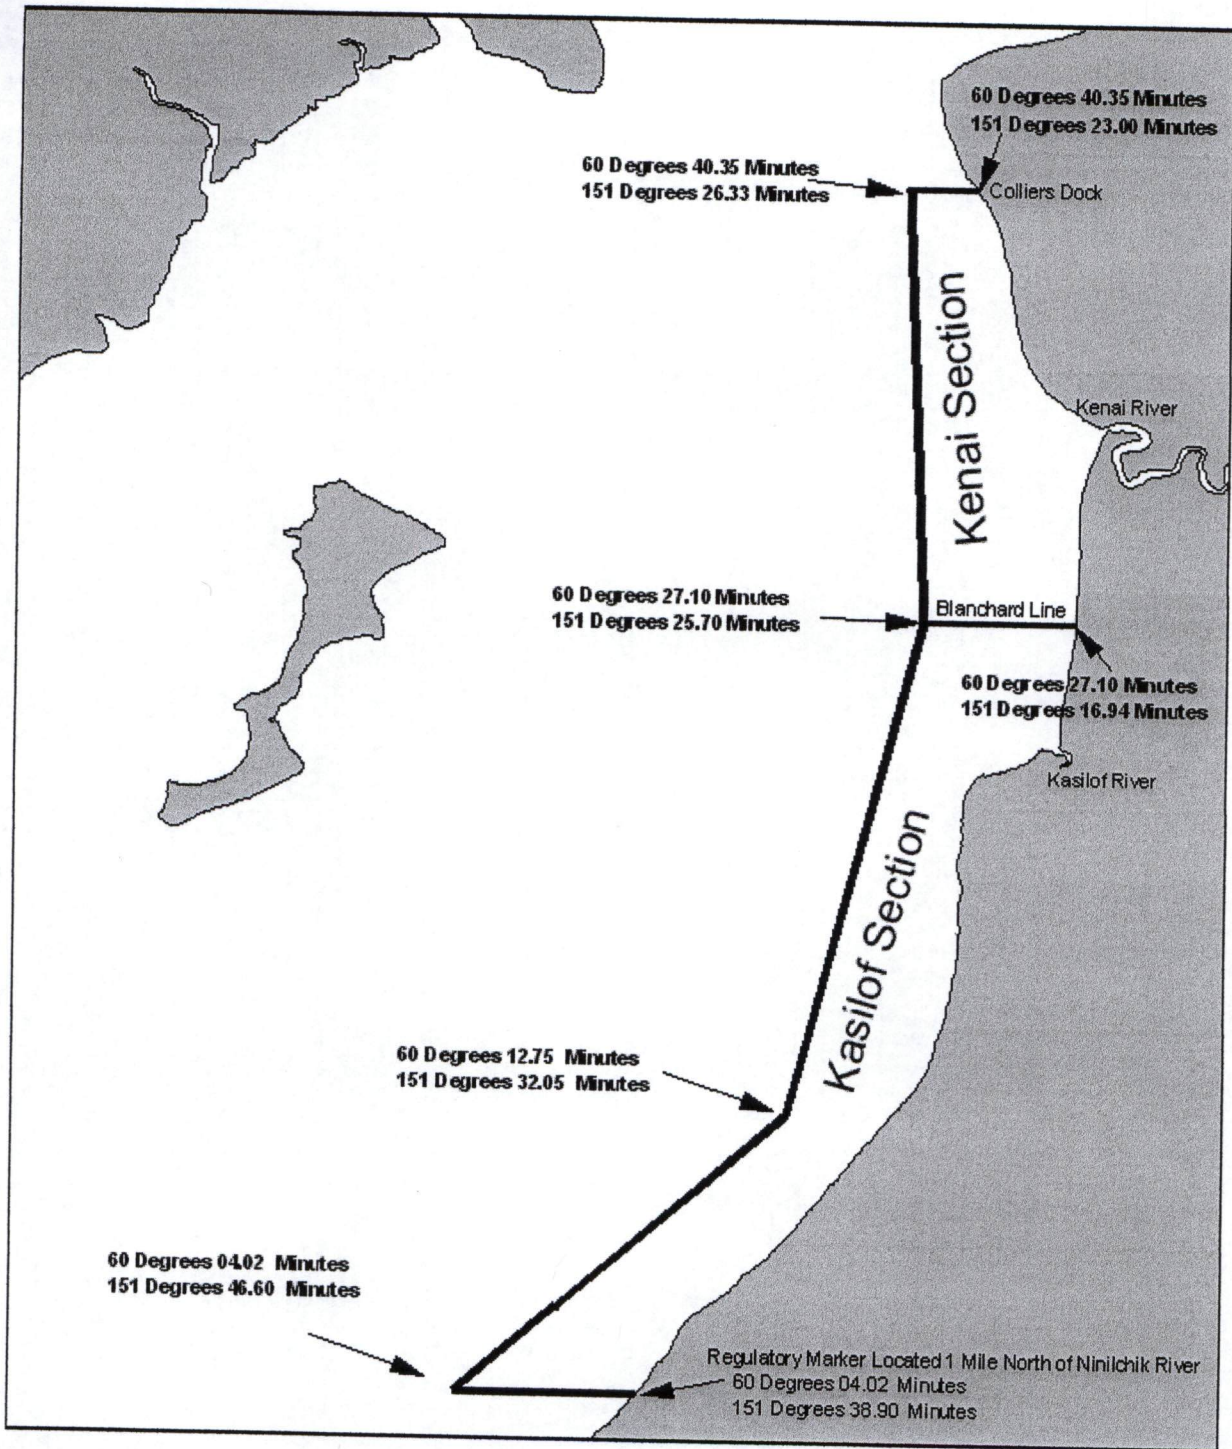 60 Degrees 40.35 Minutes
151 Degrees 23.00 Minutes
60 Degrees 40.35 Minutes
151 Degrees 26.33 Minutes
Colliers Dock
Kenai Section
Kenai River
60 Degrees 27.10 Minutes
151 Degrees 25.70 Minutes
Blanchard Line
60 Degrees 27.10 Minutes
151 Degrees 16.94 Minutes
Kasilof River
Kasilof Section
60 Degrees 12.75 Minutes
151 Degrees 32.05 Minutes
60 Degrees 04.02 Minutes
151 Degrees 46.60 Minutes
Regulatory Marker Located 1 Mile North of Ninilchik River
60 Degrees 04.02 Minutes
151 Degrees 38.90 Minutes